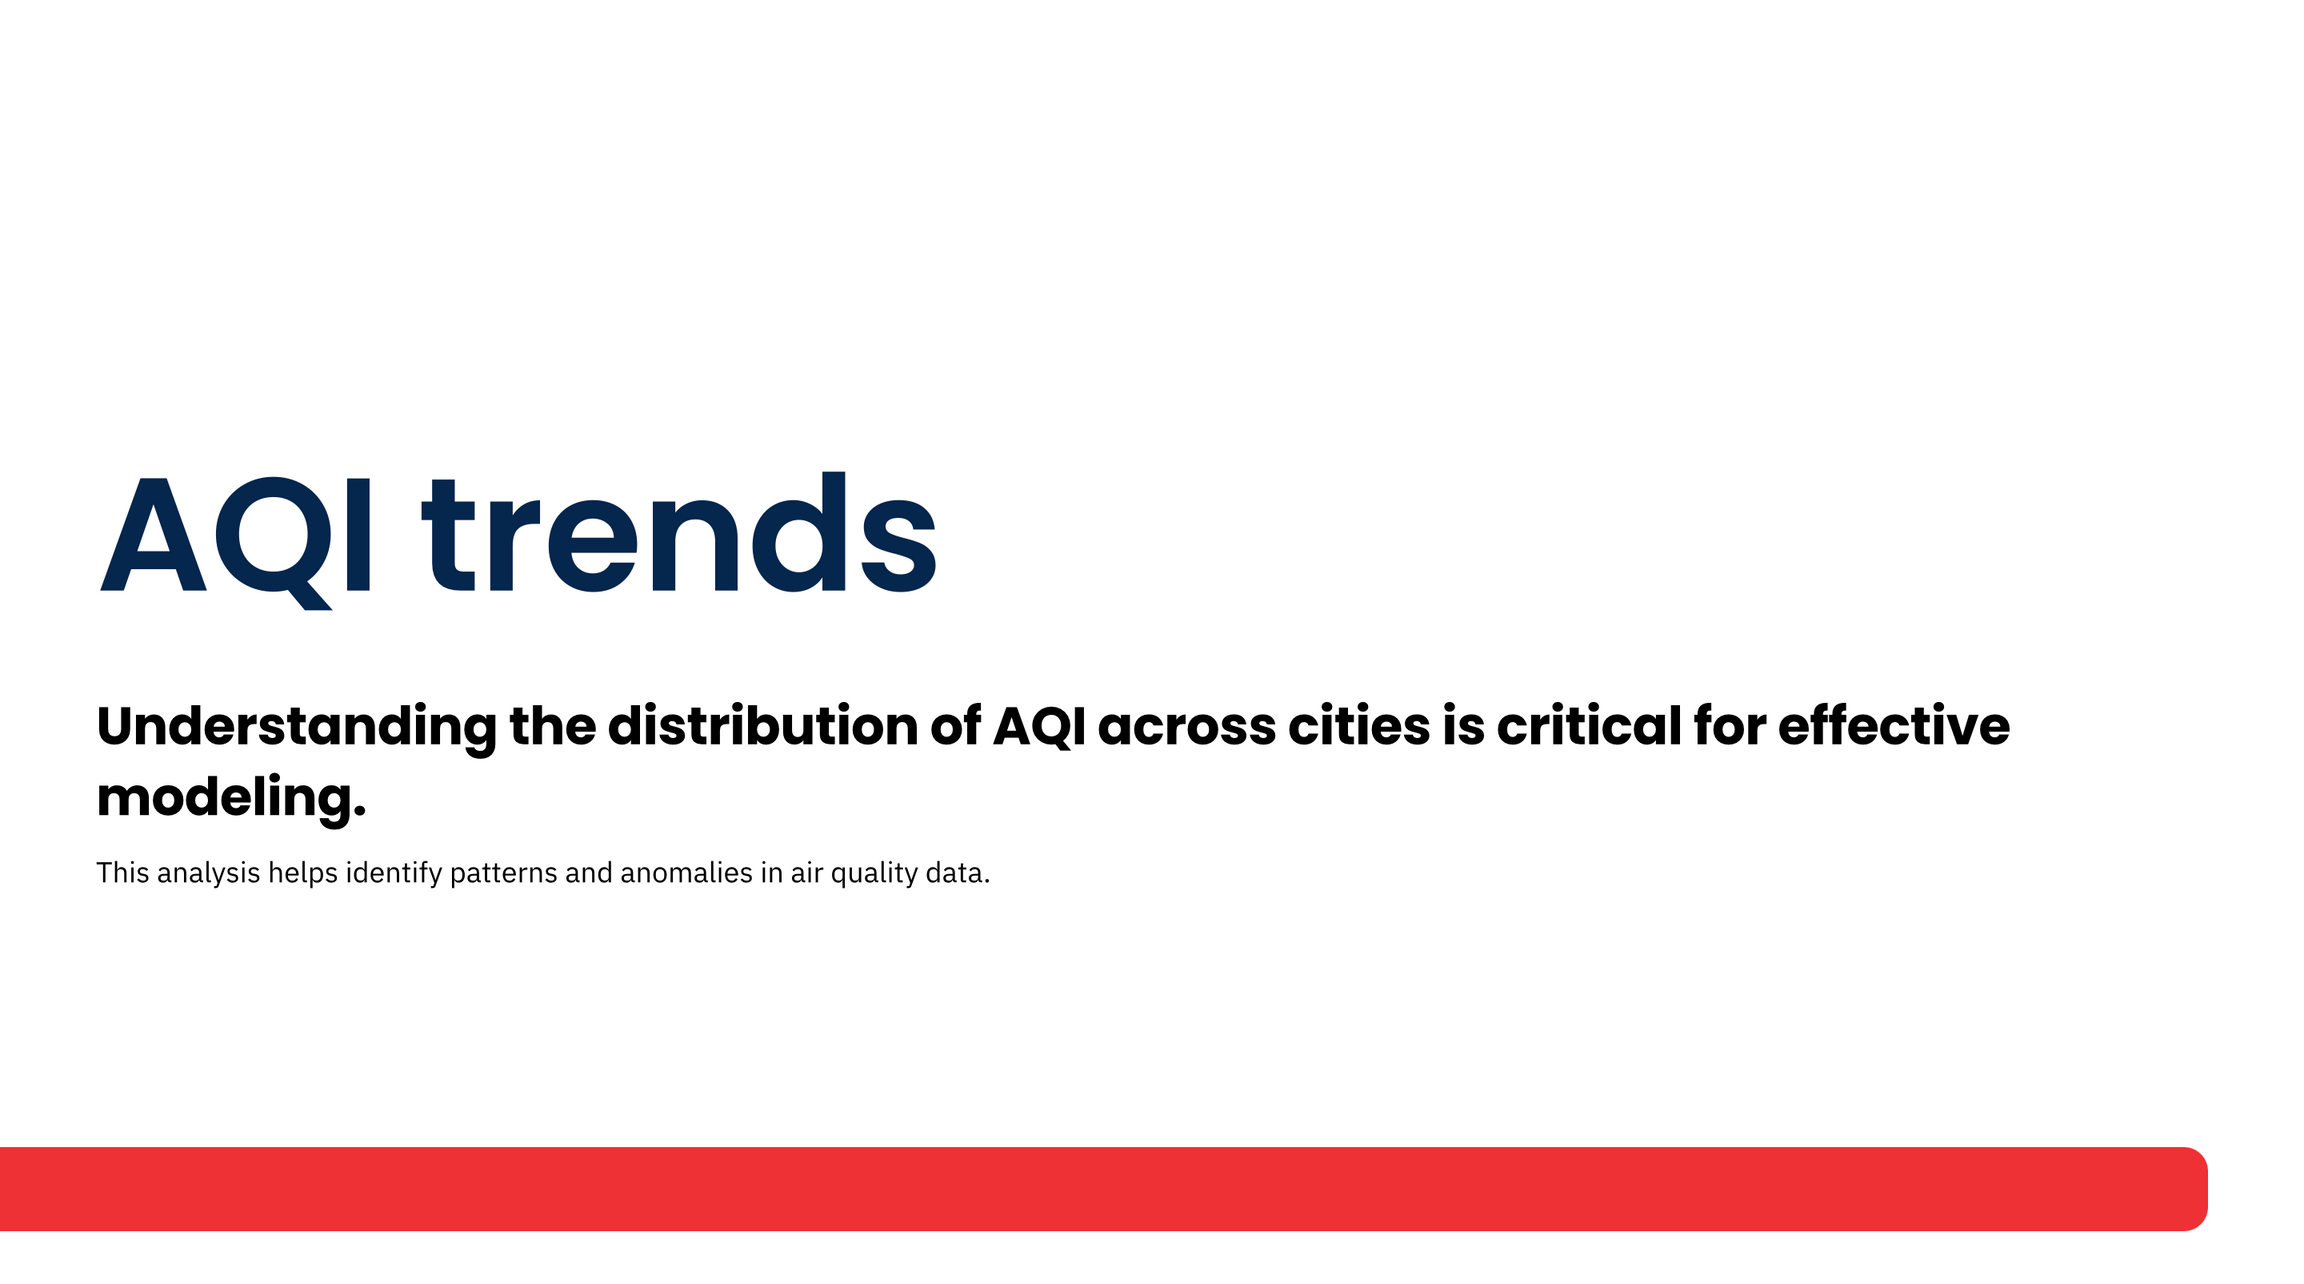 AQI trends
Understanding the distribution of AQI across cities is critical for effective
modeling.
This analysis helps identify patterns and anomalies in air quality data.